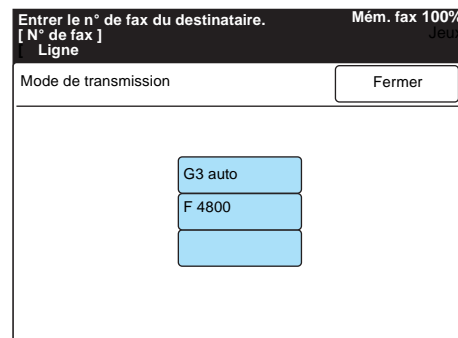 Entrer le n° de fax du destinataire. Mém. fax 100%
[ N° de fax ] Jeux
[ Ligne
Mode de transmission Fermer
G3 auto
F 4800